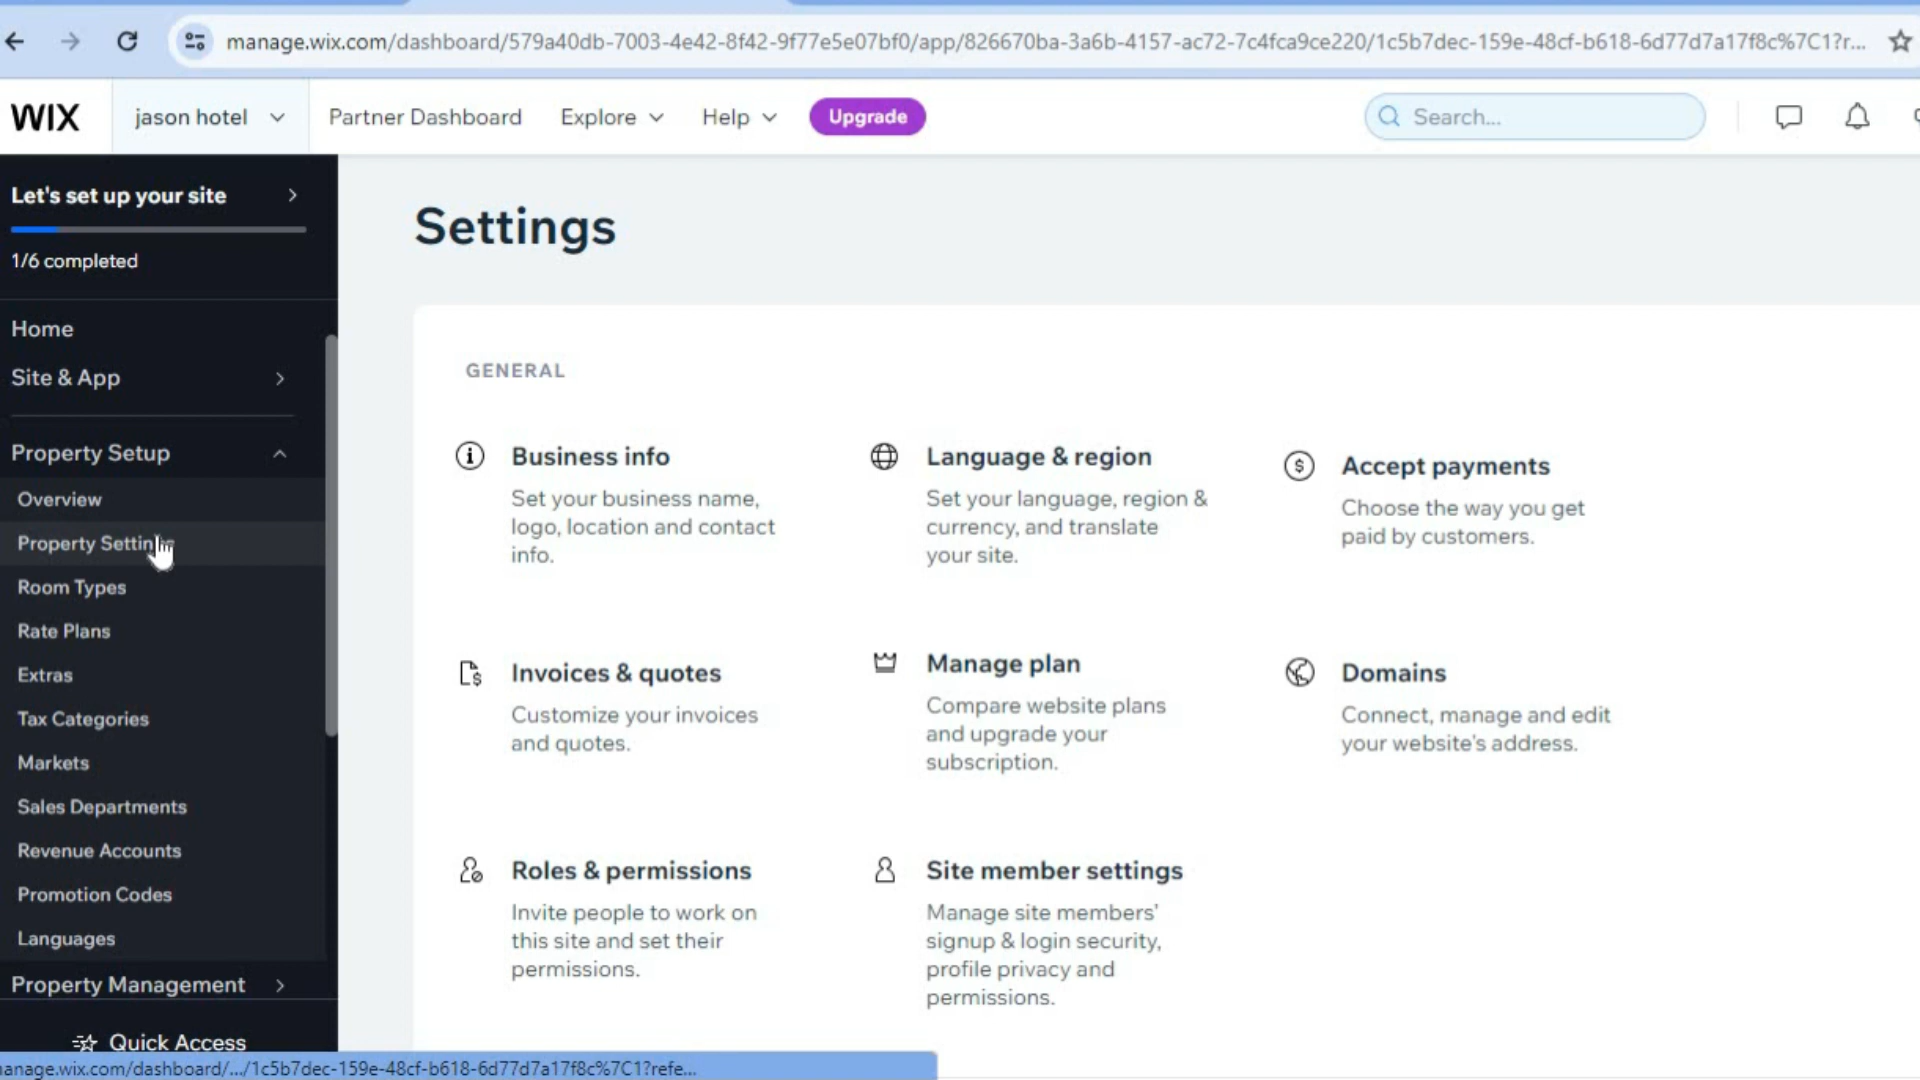 manage.wix.com/dashboard/579a40db-7003-4e42-8f42-9f77e5e07bf0/app/826670ba-3a6b-4157-ac72-7c4fca9ce220/1c5b7dec-159e-48cf-b618-6d77d7a17f8c%7C1?r...
WIX
jason hotel
Partner Dashboard
Explore
Help
Upgrade
Search...
Let's set up your site
1/6 completed
Home
Site & App
Property Setup
Overview
Property Settings
Room Types
Rate Plans
Extras
Tax Categories
Markets
Sales Departments
Revenue Accounts
Promotion Codes
Languages
Property Management
Quick Access
Settings
GENERAL
Business info
Set your business name,
logo, location and contact
info.
Language & region
Set your language, region &
currency, and translate
your site.
Accept payments
Choose the way you get
paid by customers.
Invoices & quotes
Customize your invoices
and quotes.
Manage plan
Compare website plans
and upgrade your
subscription.
Domains
Connect, manage and edit
your website's address.
Roles & permissions
Invite people to work on
this site and set their
permissions.
Site member settings
Manage site members'
signup & login security,
profile privacy and
permissions.
manage.wix.com/dashboard/.../1c5b7dec-159e-48cf-b618-6d77d7a17f8c%7C1?refe...